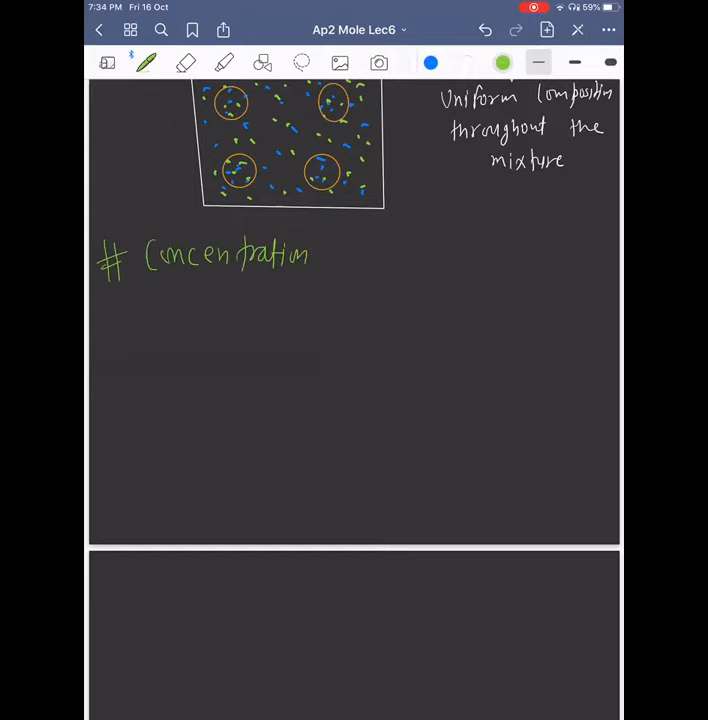 7:34 PM Fri 16 Oct
59%
Ap2 Mole Lec6
Uniform Composition
throughout the
mixture
# Concentration